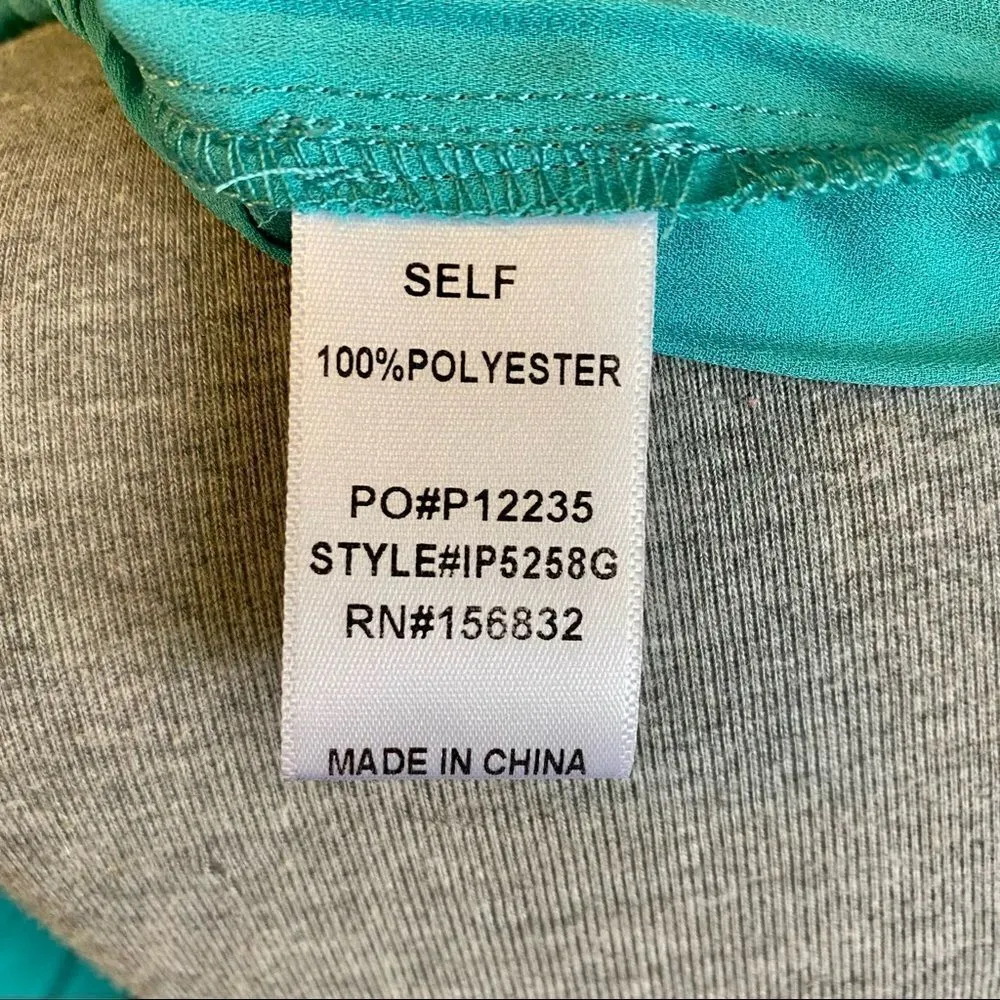 SELF
100%POLYESTER
PO#P12235
STYLE#IP5258G
RN#156832
MADE IN CHINA